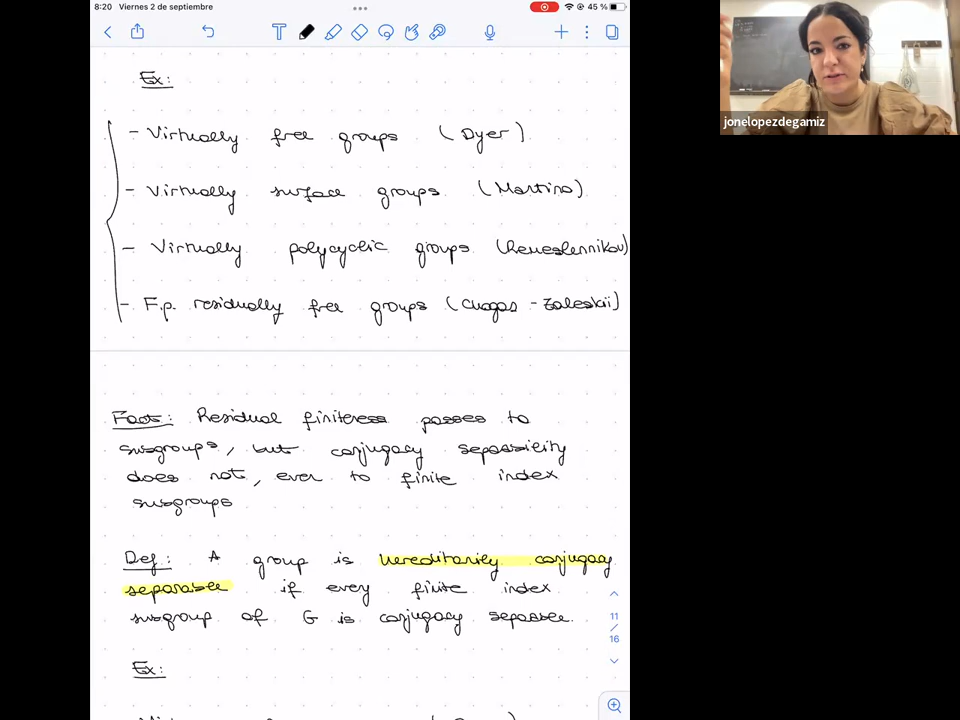 8:20 Viernes 2 de septiembre
45 %
Ex:
- Virtually free groups (Dyer)
- Virtually surface groups (Martino)
- Virtually polycyclic groups (Remeslennikov)
- F.p. residually free groups (Chagas - Zalesskii)
Fact: Residual finiteness passes to
subgroups, but conjugacy separability
does not, even to finite index
subgroups
Def: A group is hereditarily conjugacy
separable if every finite index
subgroup of G is conjugacy separable.
Ex:
11
/
16
jonelopezdegamiz